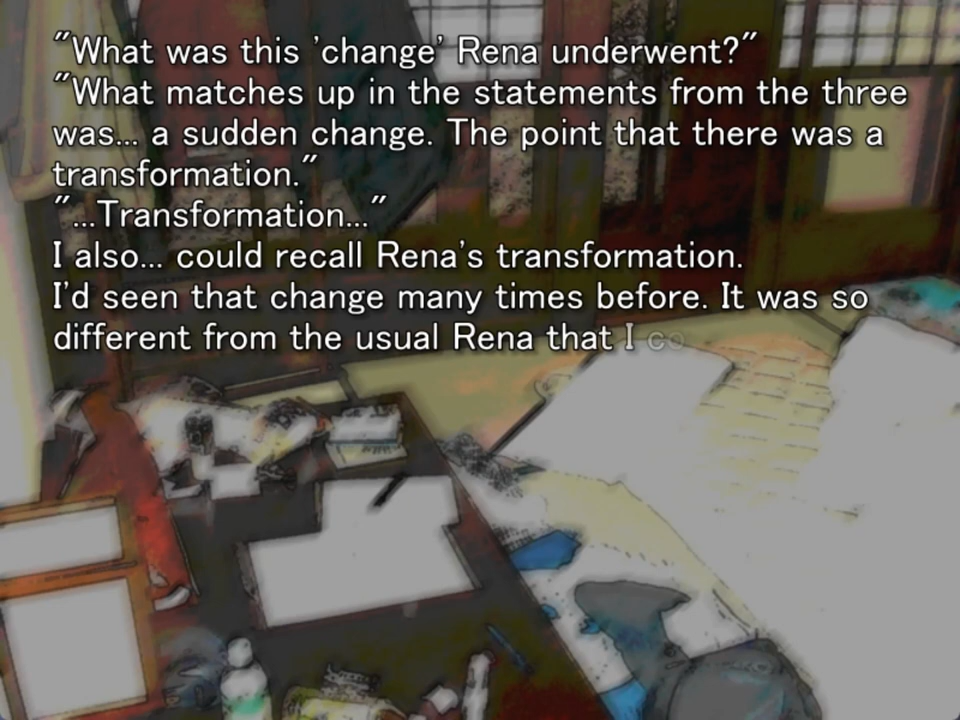 "What was this 'change' Rena underwent?"
"What matches up in the statements from the three
was... a sudden change. The point that there was a
transformation."
"...Transformation..."
I also... could recall Rena's transformation.
I'd seen that change many times before. It was so
different from the usual Rena that I co